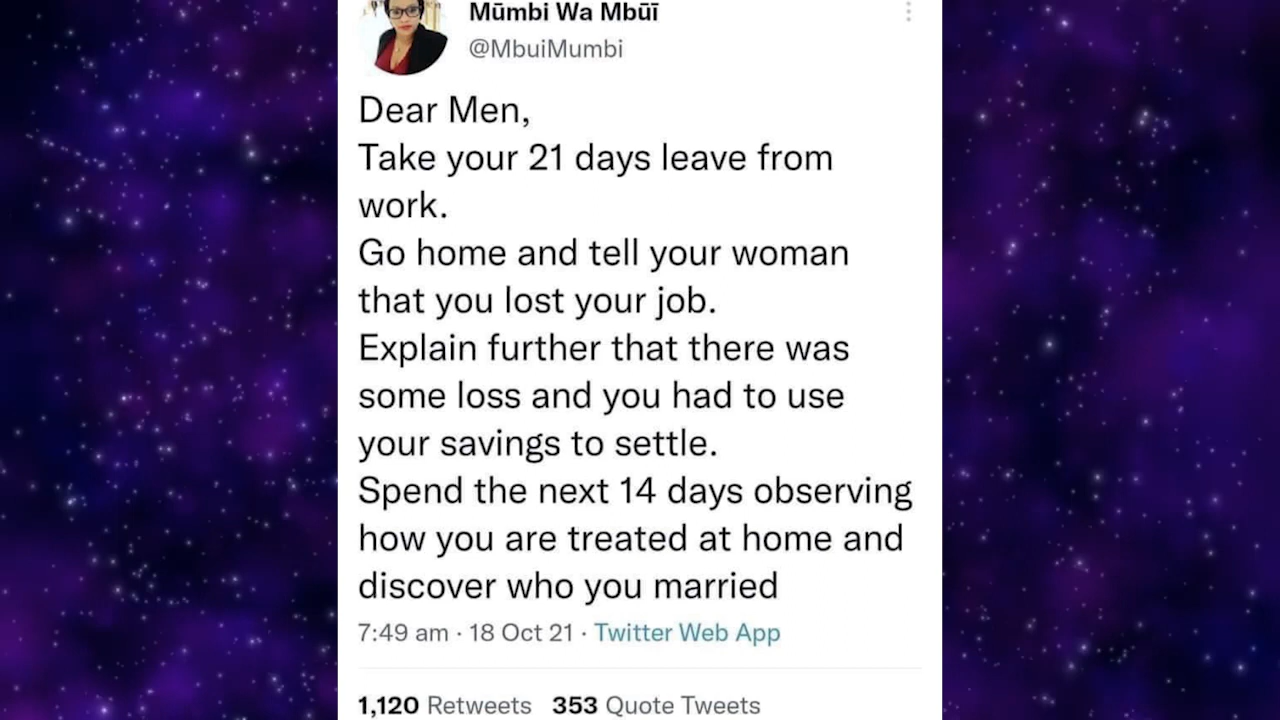 Mūmbi Wa Mbūī
@MbuiMumbi
Dear Men,
Take your 21 days leave from
work.
Go home and tell your woman
that you lost your job.
Explain further that there was
some loss and you had to use
your savings to settle.
Spend the next 14 days observing
how you are treated at home and
discover who you married
7:49 am · 18 Oct 21 · Twitter Web App
1,120 Retweets 353 Quote Tweets